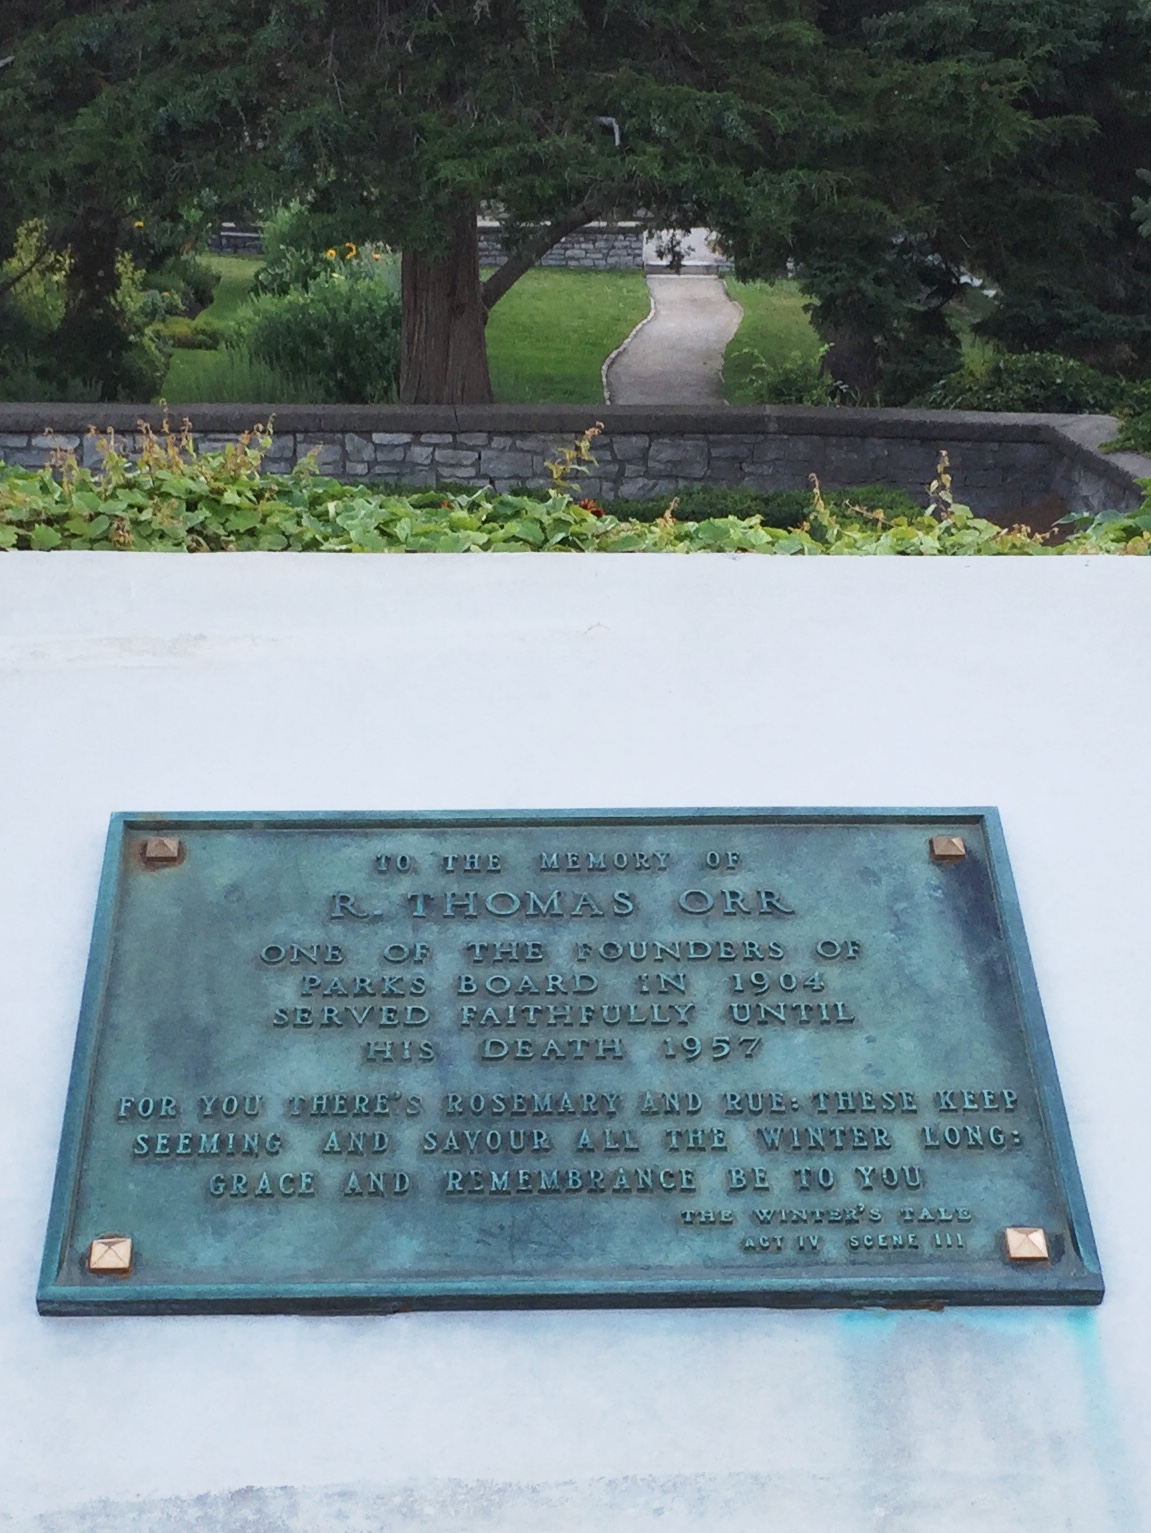 TO THE MEMORY OF
R. THOMAS ORR
ONE OF THE FOUNDERS OF
PARKS BOARD IN 1904
SERVED FAITHFULLY UNTIL
HIS DEATH 1957
FOR YOU THERE'S ROSEMARY AND RUE: THESE KEEP
SEEMING AND SAVOUR ALL THE WINTER LONG:
GRACE AND REMEMBRANCE BE TO YOU
THE WINTER'S TALE
ACT IV SCENE III